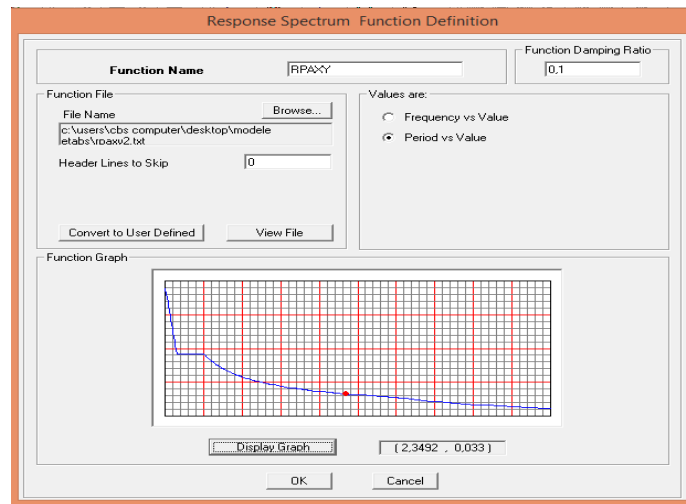 Response Spectrum Function Definition
Function Damping Ratio
Function Name
RPAXY
0,1
Function File
Values are:
File Name
Browse...
Frequency vs Value
c:\users\cbs computer\desktop\modele
etabs\rpaxv2.txt
Period vs Value
Header Lines to Skip
0
Convert to User Defined
View File
Function Graph
Display Graph
( 2,3492 , 0,033 )
OK
Cancel